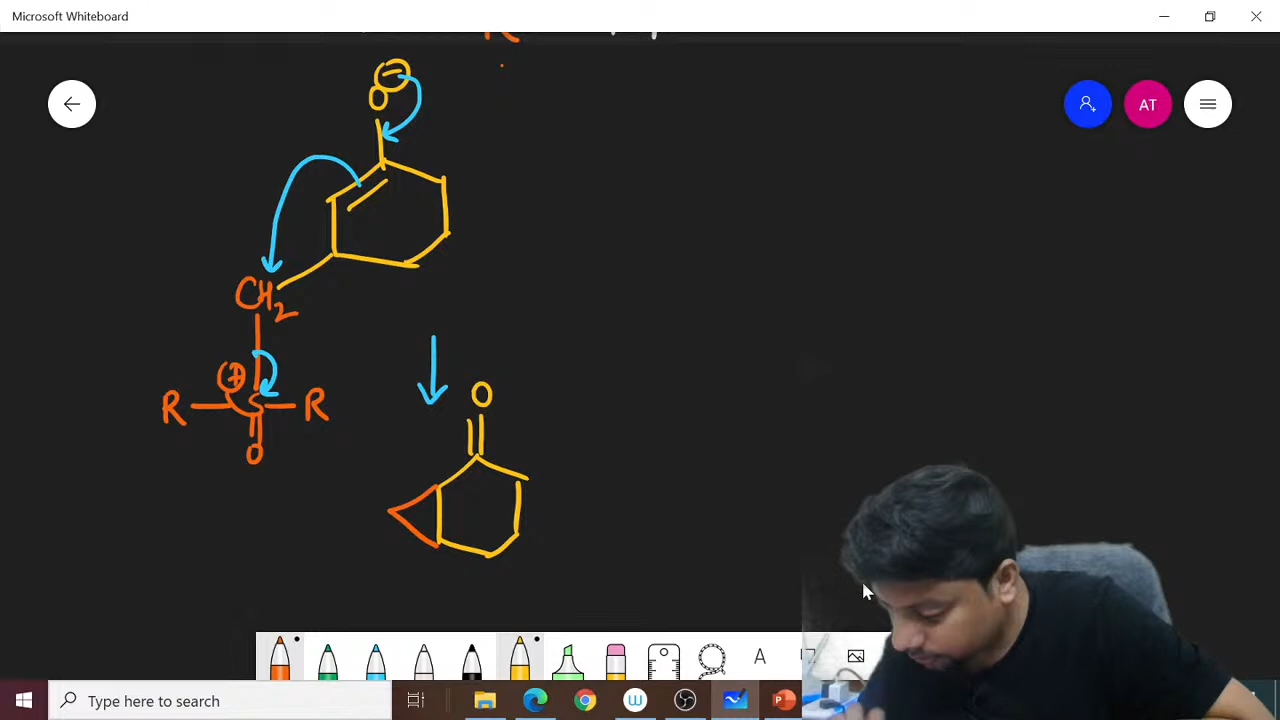 Microsoft Whiteboard
R
⊖
O
AT
CH2
⊕
R S R
O
O
A
Type here to search